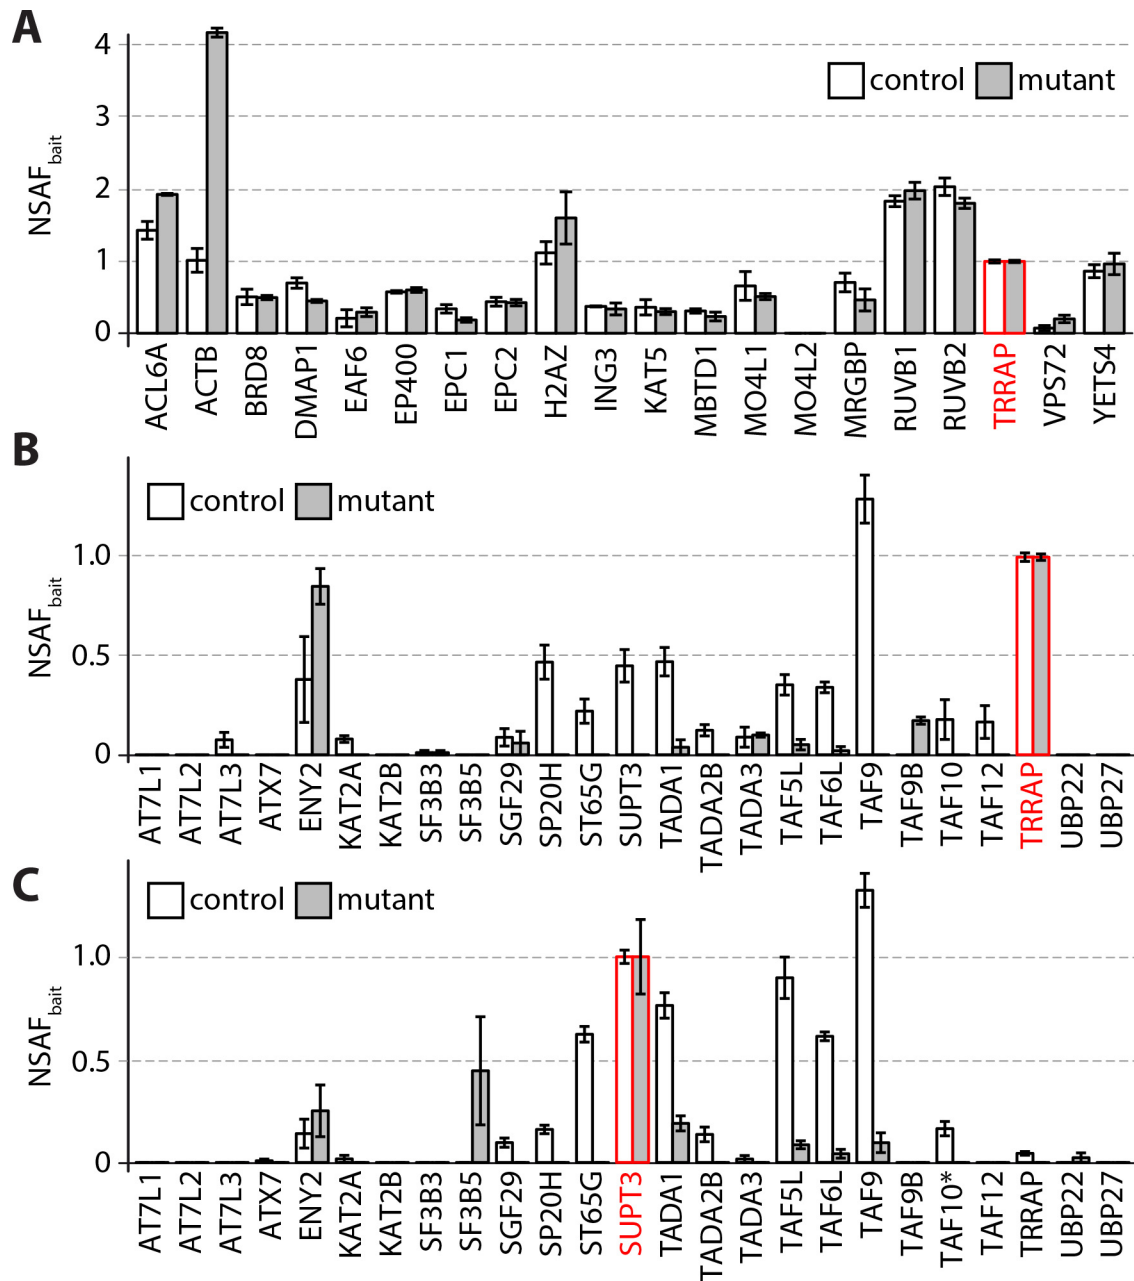 A
4
3
2
1
0
NSAFbait
control mutant
ACL6A ACTB BRD8 DMAP1 EAF6 EP400 EPC1 EPC2 H2AZ ING3 KAT5 MBTD1 MO4L1 MO4L2 MRGBP RUVB1 RUVB2 TRRAP VPS72 YETS4
B
1.0
0.5
0
NSAFbait
control mutant
AT7L1 AT7L2 AT7L3 ATX7 ENY2 KAT2A KAT2B SF3B3 SF3B5 SGF29 SP20H ST65G SUPT3 TADA1 TADA2B TADA3 TAF5L TAF6L TAF9 TAF9B TAF10 TAF12 TRRAP UBP22 UBP27
C
1.0
0.5
0
NSAFbait
control mutant
AT7L1 AT7L2 AT7L3 ATX7 ENY2 KAT2A KAT2B SF3B3 SF3B5 SGF29 SP20H ST65G SUPT3 TADA1 TADA2B TADA3 TAF5L TAF6L TAF9 TAF9B TAF10* TAF12 TRRAP UBP22 UBP27